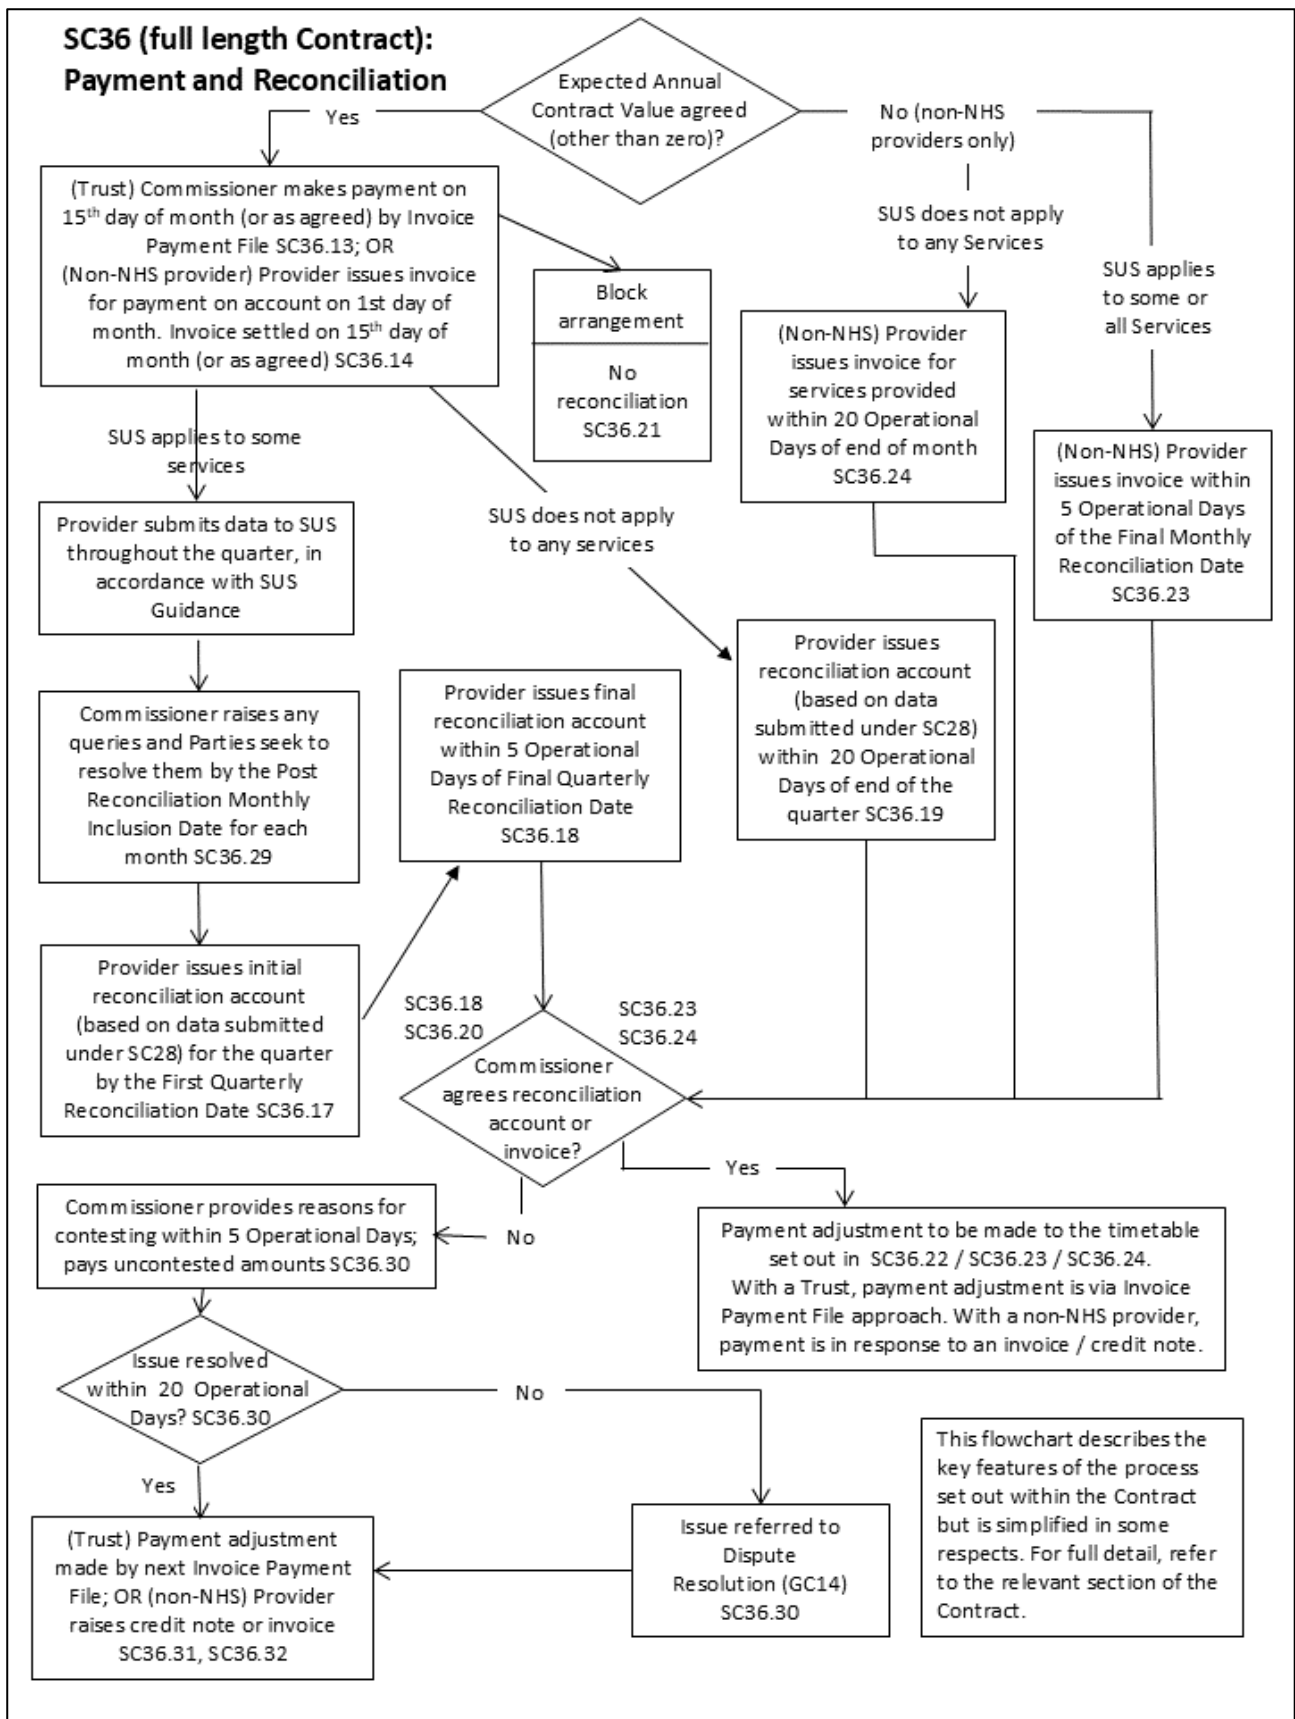 SC36 (full length Contract):
Payment and Reconciliation
Expected Annual
Contract Value agreed
(other than zero)?
Yes
No (non-NHS
providers only)
(Trust) Commissioner makes payment on
15th day of month (or as agreed) by Invoice
Payment File SC36.13; OR
(Non-NHS provider) Provider issues invoice
for payment on account on 1st day of
month. Invoice settled on 15th day of
month (or as agreed) SC36.14
SUS does not apply
to any Services
SUS applies
to some or
all Services
Block
arrangement
No
reconciliation
SC36.21
(Non-NHS) Provider
issues invoice for
services provided
within 20 Operational
Days of end of month
SC36.24
(Non-NHS) Provider
issues invoice within
5 Operational Days
of the Final Monthly
Reconciliation Date
SC36.23
SUS applies to some
services
SUS does not apply
to any services
Provider submits data to SUS
throughout the quarter, in
accordance with SUS
Guidance
Commissioner raises any
queries and Parties seek to
resolve them by the Post
Reconciliation Monthly
Inclusion Date for each
month SC36.29
Provider issues final
reconciliation account
within 5 Operational
Days of Final Quarterly
Reconciliation Date
SC36.18
Provider issues
reconciliation account
(based on data
submitted under SC28)
within 20 Operational
Days of end of the
quarter SC36.19
Provider issues initial
reconciliation account
(based on data submitted
under SC28) for the quarter
by the First Quarterly
Reconciliation Date SC36.17
SC36.18
SC36.20
SC36.23
SC36.24
Commissioner
agrees reconciliation
account or
invoice?
Yes
No
Commissioner provides reasons for
contesting within 5 Operational Days;
pays uncontested amounts SC36.30
Payment adjustment to be made to the timetable
set out in SC36.22 / SC36.23 / SC36.24.
With a Trust, payment adjustment is via Invoice
Payment File approach. With a non-NHS provider,
payment is in response to an invoice / credit note.
Issue resolved
within 20 Operational
Days? SC36.30
No
Yes
(Trust) Payment adjustment
made by next Invoice Payment
File; OR (non-NHS) Provider
raises credit note or invoice
SC36.31, SC36.32
Issue referred to
Dispute
Resolution (GC14)
SC36.30
This flowchart describes the
key features of the process
set out within the Contract
but is simplified in some
respects. For full detail, refer
to the relevant section of the
Contract.